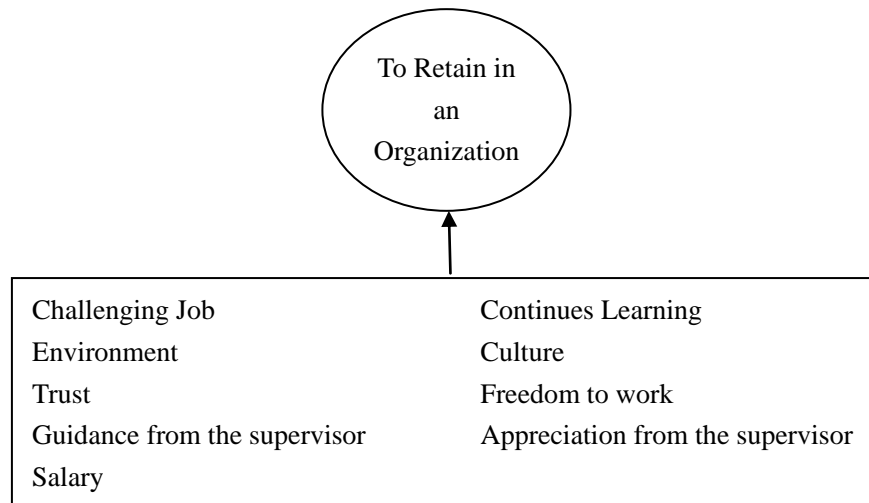 To Retain in
an
Organization
Challenging Job
Environment
Trust
Guidance from the supervisor
Salary
Continues Learning
Culture
Freedom to work
Appreciation from the supervisor